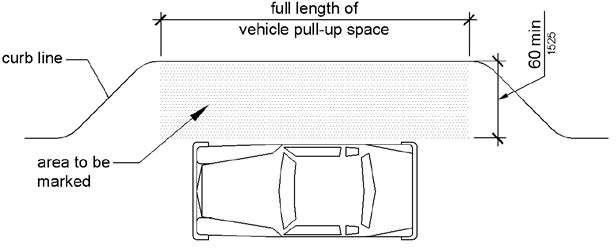 full length of
vehicle pull-up space
curb line
60 min
1525
area to be
marked